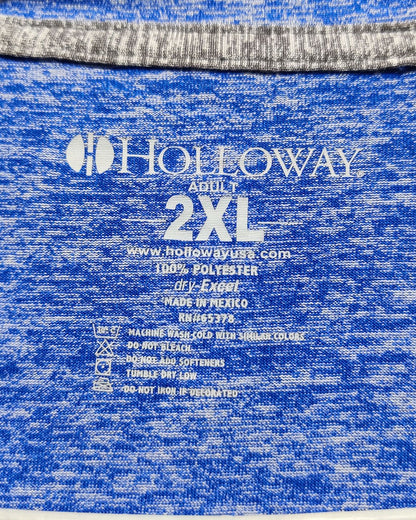 HOLLOWAY®
ADULT
2XL
www.hollowayusa.com
100% POLYESTER
dry-Excel
MADE IN MEXICO
RN#65378
MACHINE WASH COLD WITH SIMILAR COLORS
DO NOT BLEACH
DO NOT ADD SOFTENERS
TUMBLE DRY LOW
DO NOT IRON IF DECORATED